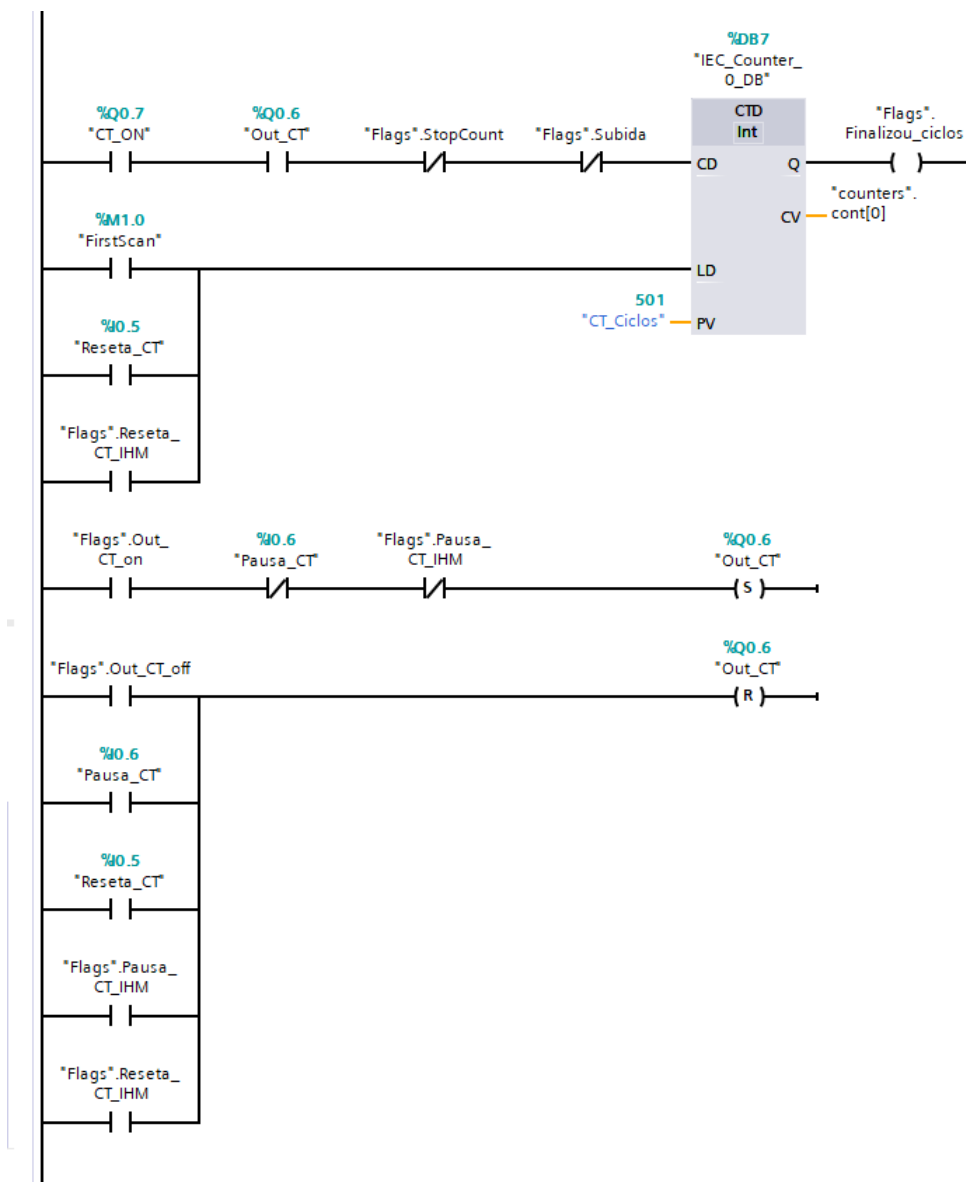 %DB7
"IEC_Counter_
0_DB"
%Q0.7
"CT_ON"
%Q0.6
"Out_CT"
"Flags".StopCount
"Flags".Subida
CTD
Int
"Flags".
Finalizou_ciclos
CD
Q
"counters".
cont[0]
CV
%M1.0
"FirstScan"
LD
501
"CT_Ciclos"
PV
%I0.5
"Reseta_CT"
"Flags".Reseta_
CT_IHM
"Flags".Out_
CT_on
%I0.6
"Pausa_CT"
"Flags".Pausa_
CT_IHM
%Q0.6
"Out_CT"
S
%Q0.6
"Out_CT"
"Flags".Out_CT_off
R
%I0.6
"Pausa_CT"
%I0.5
"Reseta_CT"
"Flags".Pausa_
CT_IHM
"Flags".Reseta_
CT_IHM